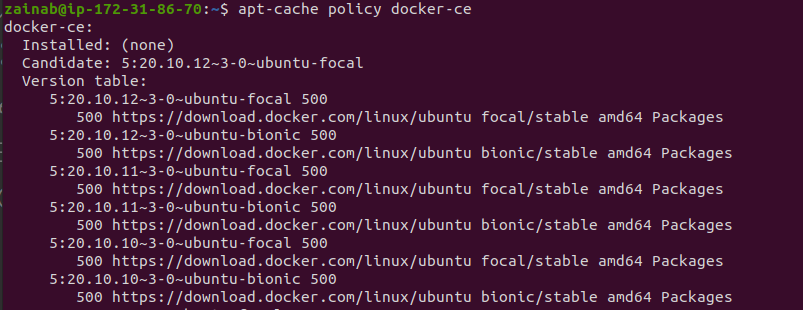 zainab@ip-172-31-86-70:~$ apt-cache policy docker-ce
docker-ce:
  Installed: (none)
  Candidate: 5:20.10.12~3-0~ubuntu-focal
  Version table:
     5:20.10.12~3-0~ubuntu-focal 500
        500 https://download.docker.com/linux/ubuntu focal/stable amd64 Packages
     5:20.10.12~3-0~ubuntu-bionic 500
        500 https://download.docker.com/linux/ubuntu bionic/stable amd64 Packages
     5:20.10.11~3-0~ubuntu-focal 500
        500 https://download.docker.com/linux/ubuntu focal/stable amd64 Packages
     5:20.10.11~3-0~ubuntu-bionic 500
        500 https://download.docker.com/linux/ubuntu bionic/stable amd64 Packages
     5:20.10.10~3-0~ubuntu-focal 500
        500 https://download.docker.com/linux/ubuntu focal/stable amd64 Packages
     5:20.10.10~3-0~ubuntu-bionic 500
        500 https://download.docker.com/linux/ubuntu bionic/stable amd64 Packages